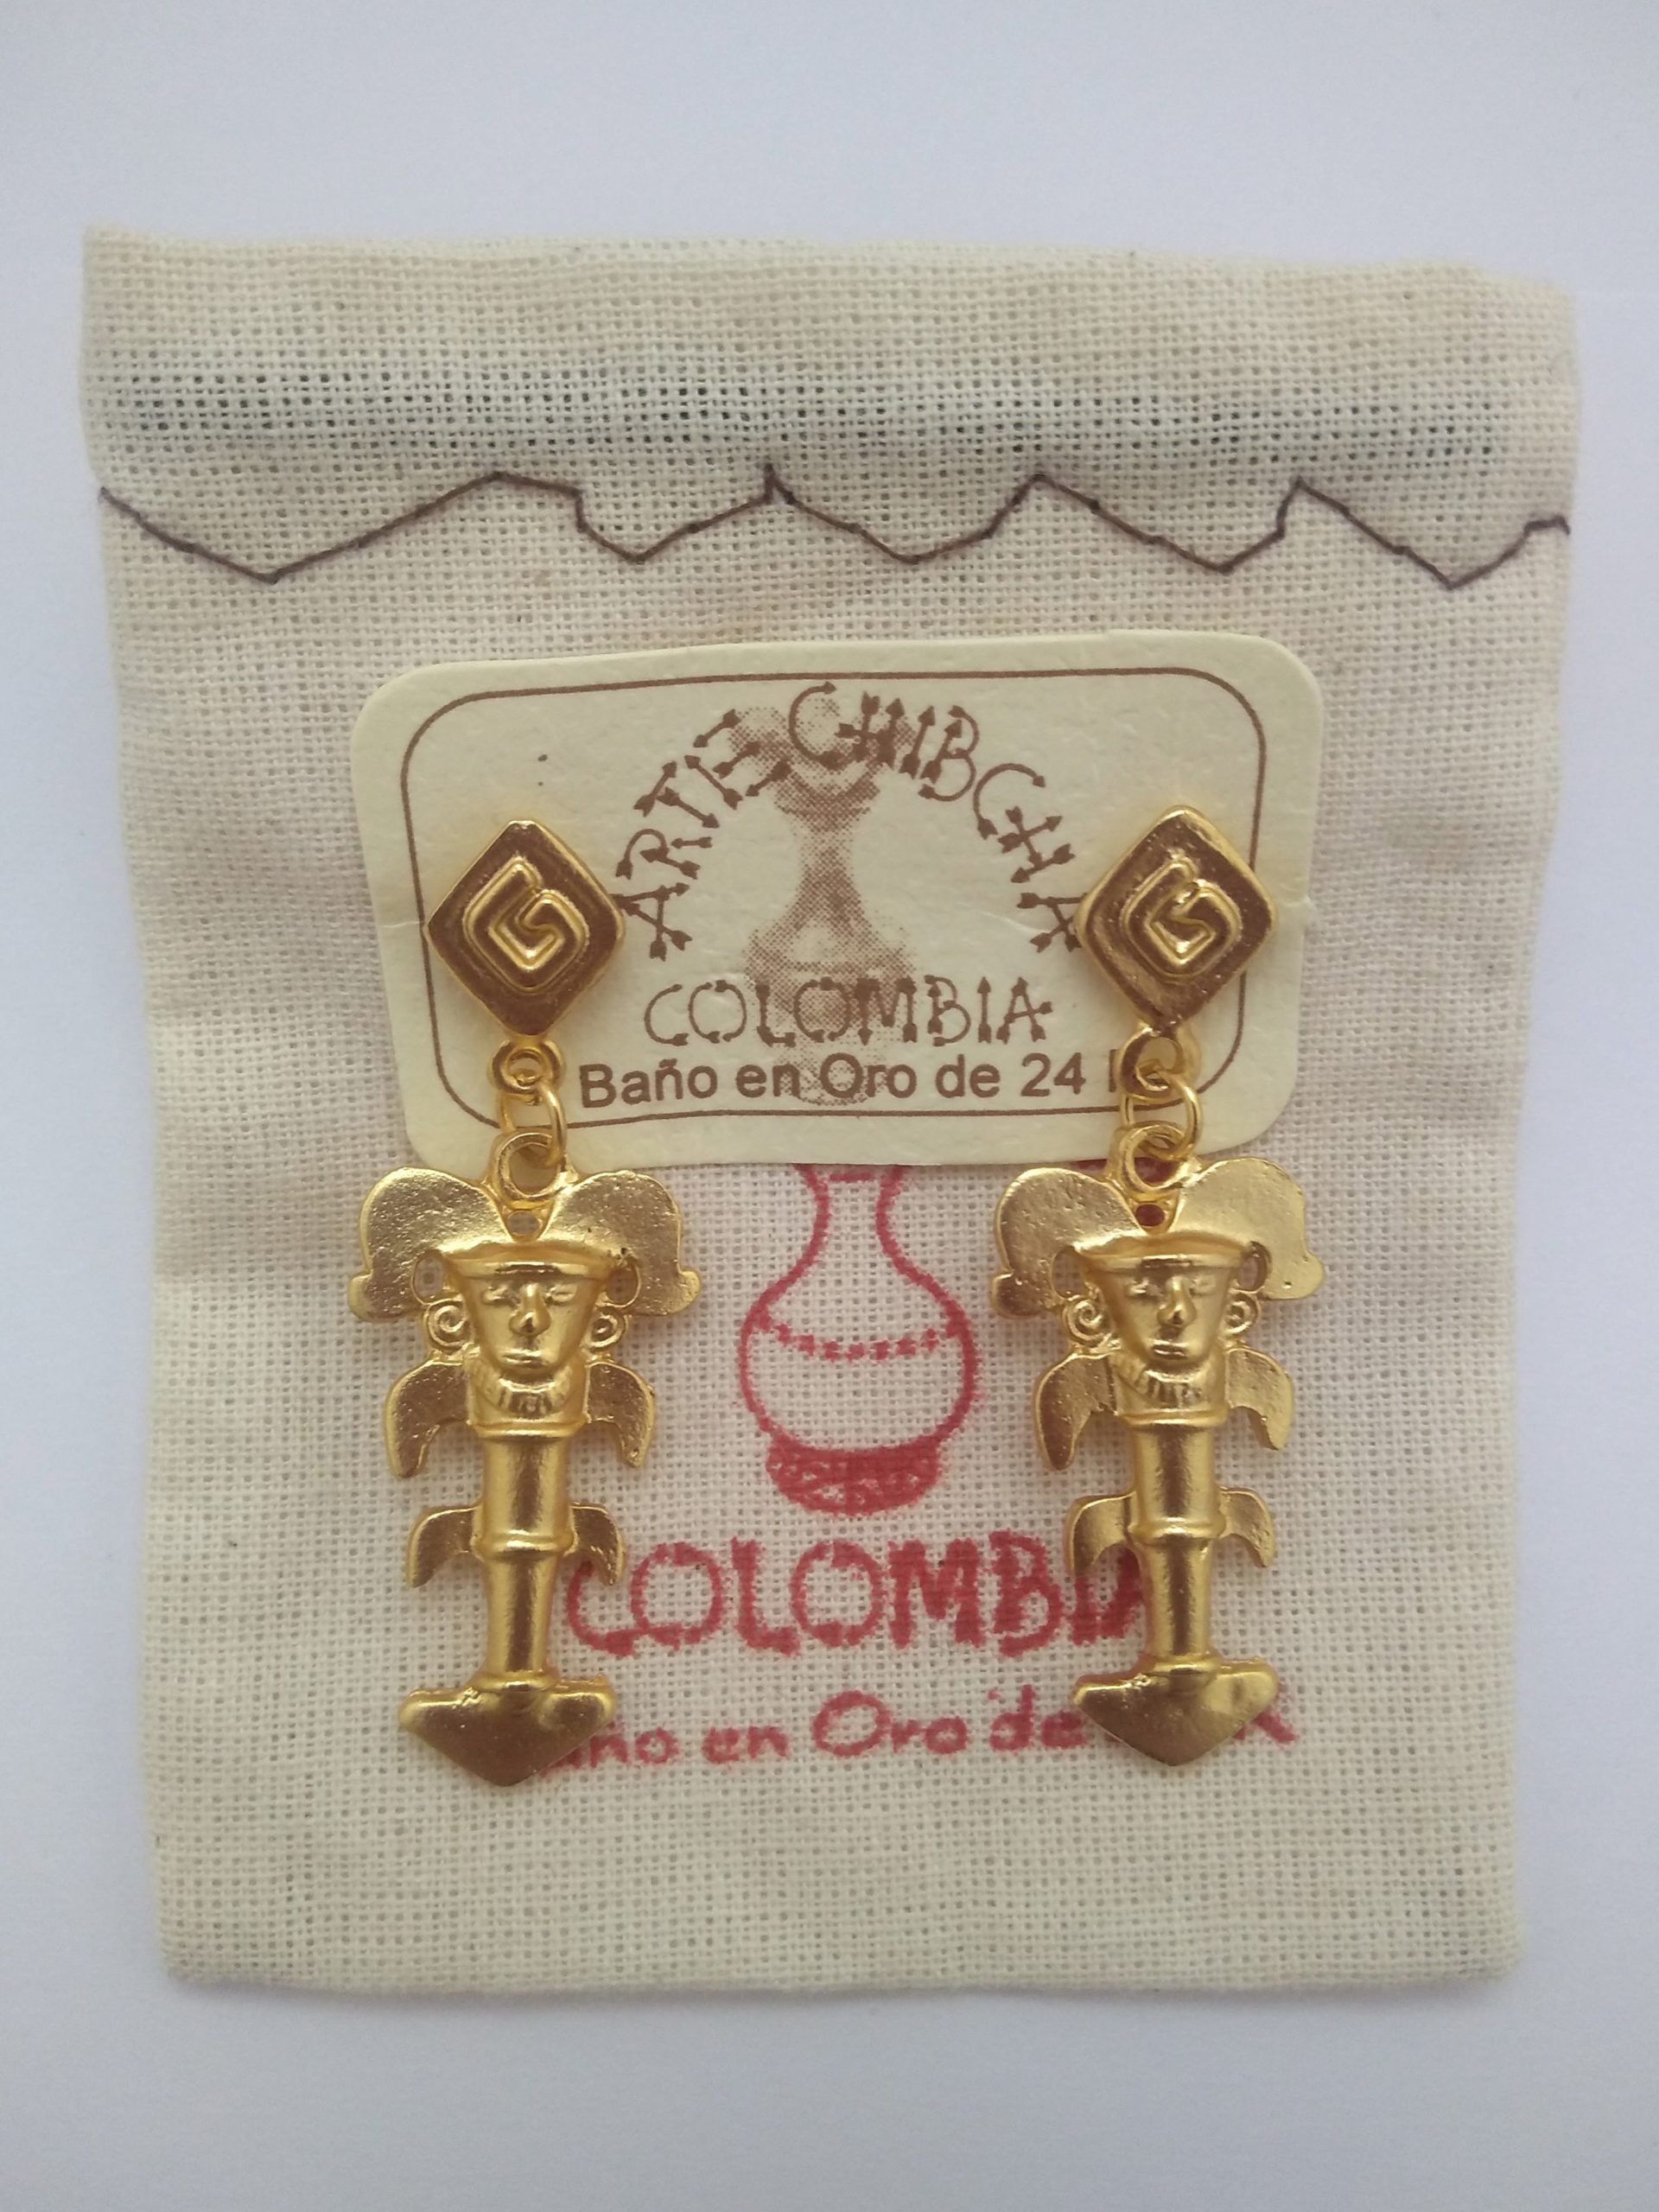 ARTE CHIBCHA
COLOMBIA
Baño en Oro de 24
COLOMBIA
en Oro de